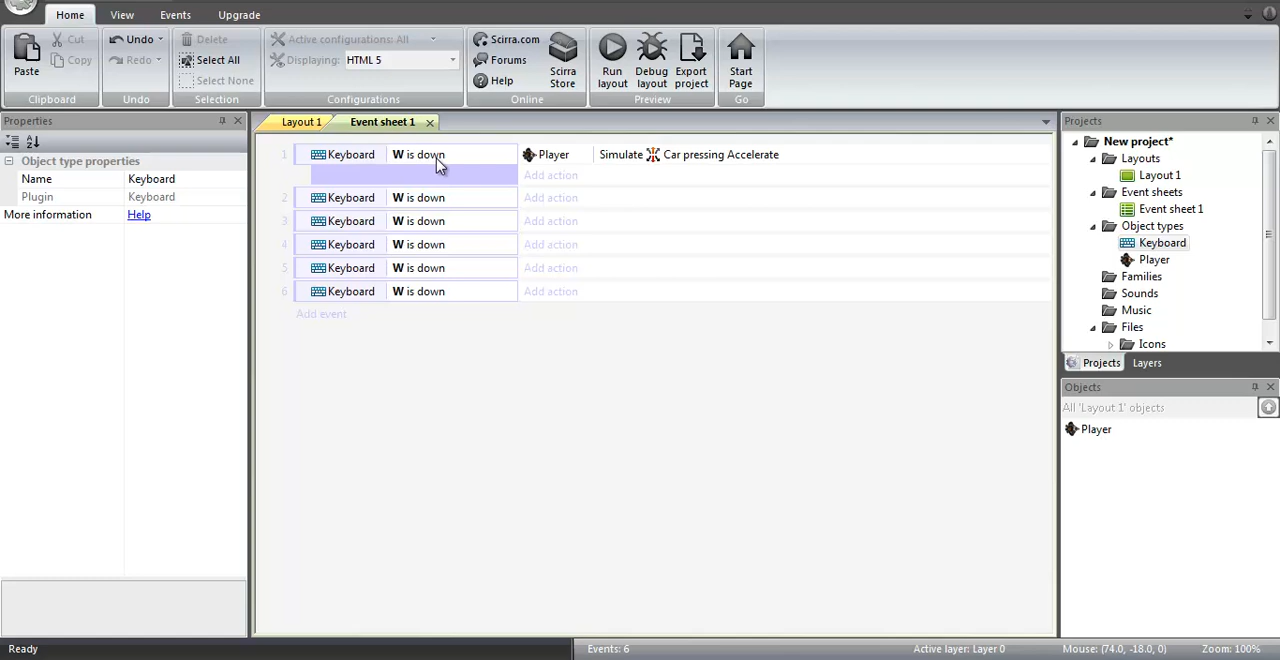 Home View Events Upgrade
Paste Cut Copy Undo Redo Delete Select All Select None
Active configurations: All
Displaying: HTML 5
Scirra.com Forums Help Scirra Store
Run layout Debug layout Export project Start Page
Clipboard Undo Selection Configurations Online Preview Go
Properties
Object type properties
Name Keyboard
Plugin Keyboard
More information Help
Layout 1 Event sheet 1
1 Keyboard W is down Player Simulate Car pressing Accelerate
Add action
2 Keyboard W is down Add action
3 Keyboard W is down Add action
4 Keyboard W is down Add action
5 Keyboard W is down Add action
6 Keyboard W is down Add action
Add event
Projects
New project*
Layouts
Layout 1
Event sheets
Event sheet 1
Object types
Keyboard
Player
Families
Sounds
Music
Files
Icons
Projects Layers
Objects
All 'Layout 1' objects
Player
Ready Events: 6 Active layer: Layer 0 Mouse: (74.0, -18.0, 0) Zoom: 100%